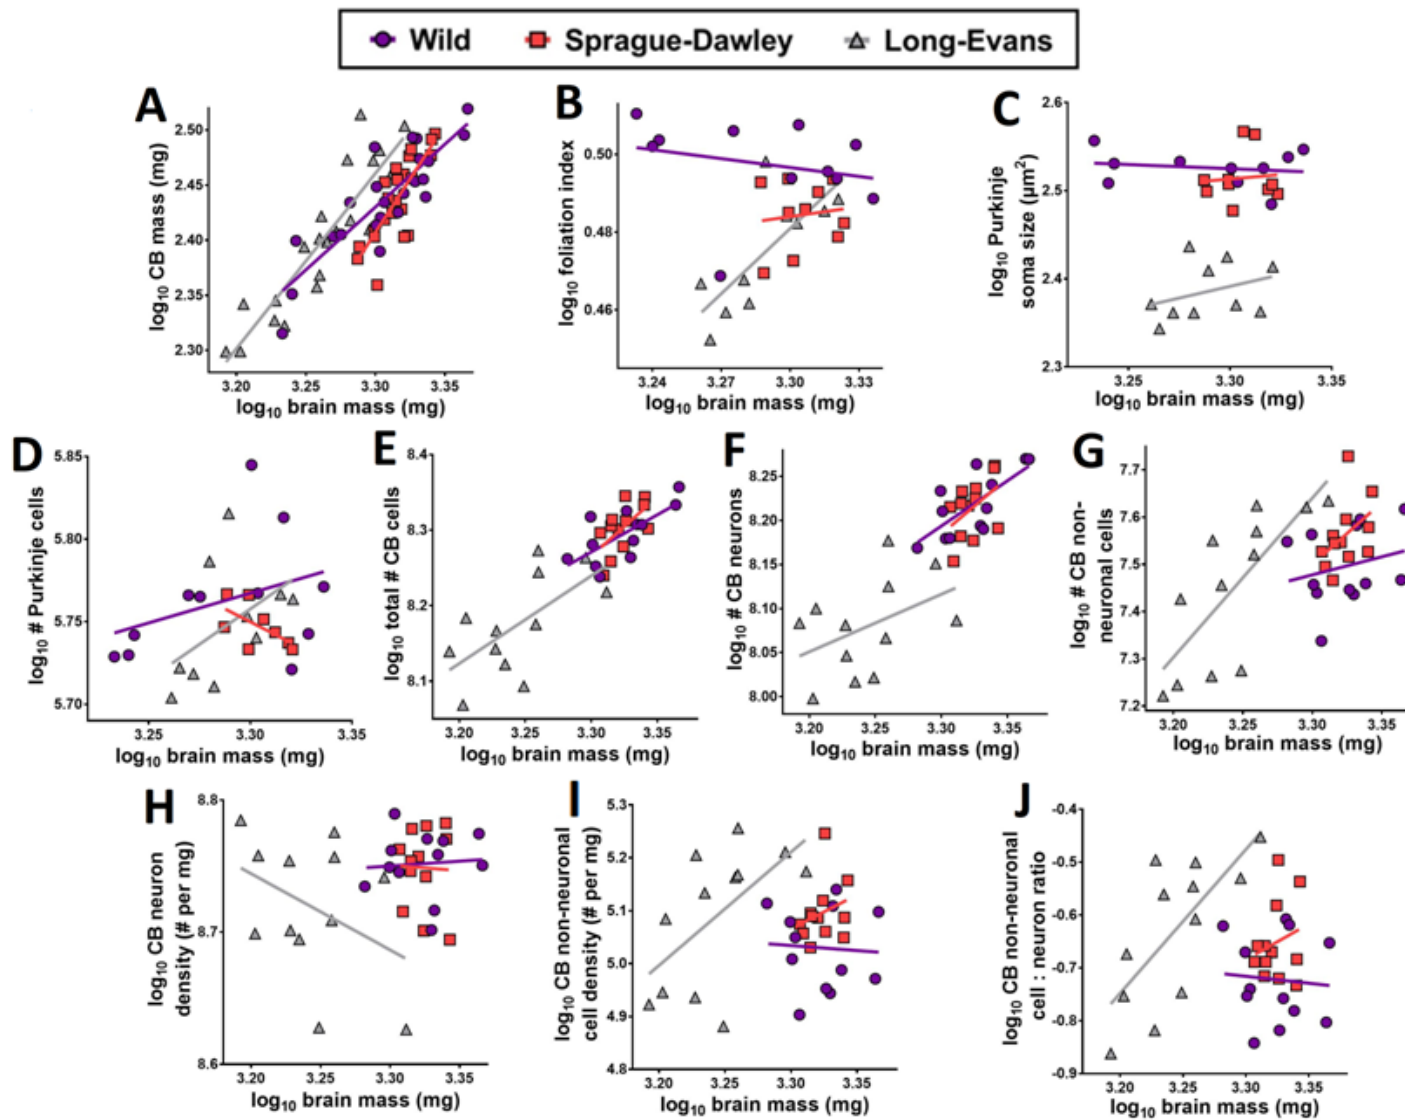 Wild Sprague-Dawley Long-Evans
A
log10 CB mass (mg)
2.50
2.45
2.40
2.35
2.30
3.20 3.25 3.30 3.35
log10 brain mass (mg)
B
log10 foliation index
0.50
0.48
0.46
3.24 3.27 3.30 3.33
log10 brain mass (mg)
C
log10 Purkinje
soma size (µm²)
2.6
2.5
2.4
2.3
3.25 3.30 3.35
log10 brain mass (mg)
D
log10 # Purkinje cells
5.85
5.80
5.75
5.70
3.25 3.30 3.35
log10 brain mass (mg)
E
log10 total # CB cells
8.4
8.3
8.2
8.1
3.20 3.25 3.30 3.35
log10 brain mass (mg)
F
log10 # CB neurons
8.25
8.20
8.15
8.10
8.05
8.00
3.20 3.25 3.30 3.35
log10 brain mass (mg)
G
log10 # CB non-
neuronal cells
7.7
7.6
7.5
7.4
7.3
7.2
3.20 3.25 3.30 3.35
log10 brain mass (mg)
H
log10 CB neuron
density (# per mg)
8.8
8.7
8.6
3.20 3.25 3.30 3.35
log10 brain mass (mg)
I
log10 CB non-neuronal
cell density (# per mg)
5.3
5.2
5.1
5.0
4.9
4.8
3.20 3.25 3.30 3.35
log10 brain mass (mg)
J
log10 CB non-neuronal
cell : neuron ratio
-0.4
-0.5
-0.6
-0.7
-0.8
-0.9
3.20 3.25 3.30 3.35
log10 brain mass (mg)